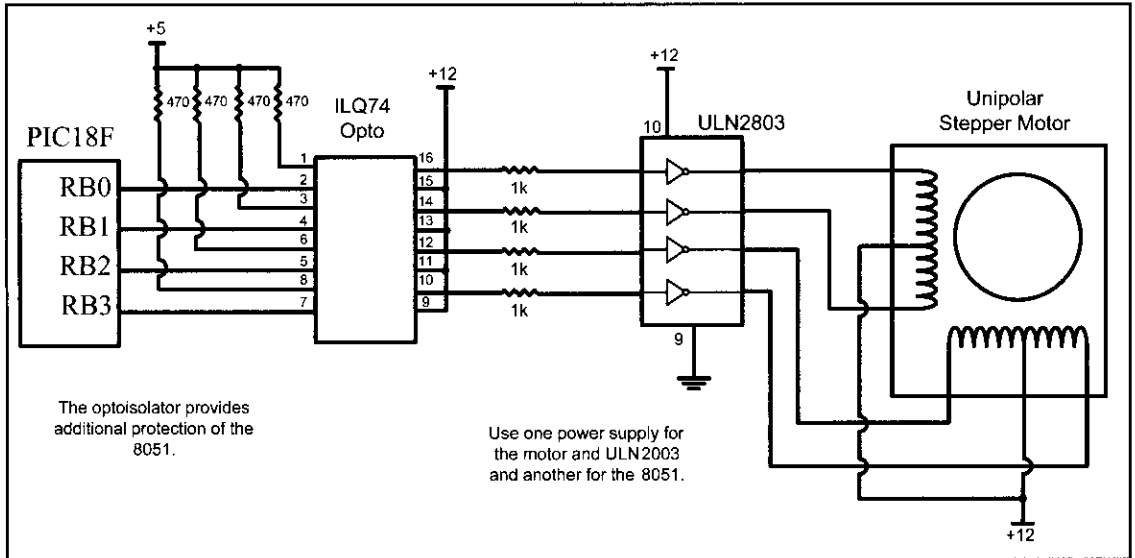 +5
470
470
470
470
+12
ILQ74
Opto
PIC18F
RB0
RB1
RB2
RB3
1
2
3
4
6
5
8
7
16
15
14
13
12
11
10
9
1k
1k
1k
1k
+12
10
ULN2803
9
Unipolar
Stepper Motor
+12
The optoisolator provides
additional protection of the
8051.
Use one power supply for
the motor and ULN2003
and another for the 8051.